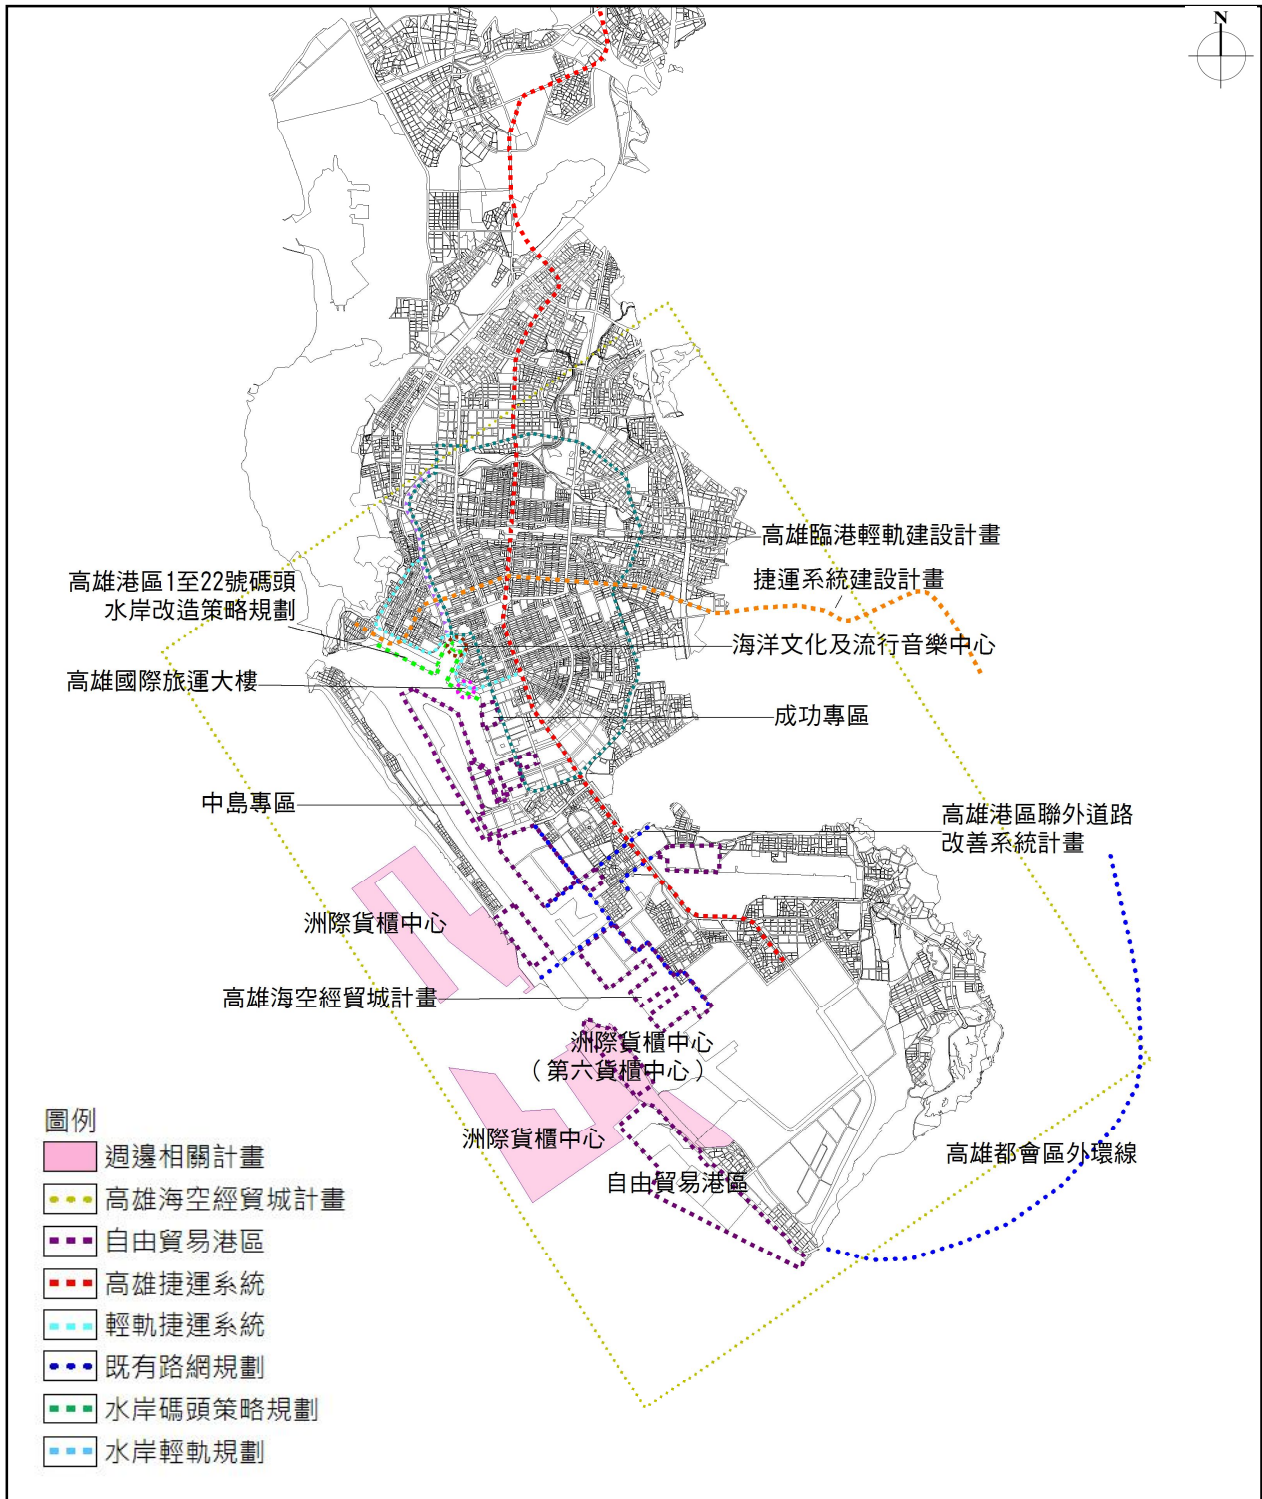 N
高雄臨港輕軌建設計畫
捷運系統建設計畫
高雄港區1至22號碼頭
水岸改造策略規劃
海洋文化及流行音樂中心
高雄國際旅運大樓
成功專區
中島專區
高雄港區聯外道路
改善系統計畫
洲際貨櫃中心
高雄海空經貿城計畫
洲際貨櫃中心
（第六貨櫃中心）
洲際貨櫃中心
高雄都會區外環線
自由貿易港區
圖例
週邊相關計畫
高雄海空經貿城計畫
自由貿易港區
高雄捷運系統
輕軌捷運系統
既有路網規劃
水岸碼頭策略規劃
水岸輕軌規劃